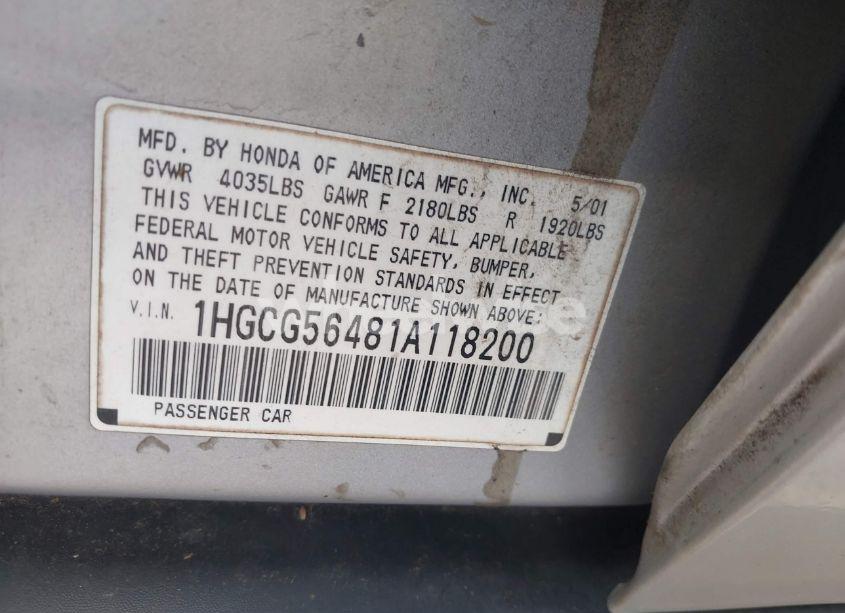 MFD. BY HONDA OF AMERICA MFG., INC. 5/01
GVWR 4035LBS GAWR F 2180LBS R 1920LBS
THIS VEHICLE CONFORMS TO ALL APPLICABLE
FEDERAL MOTOR VEHICLE SAFETY, BUMPER,
AND THEFT PREVENTION STANDARDS IN EFFECT
ON THE DATE OF MANUFACTURE SHOWN ABOVE:
V.I.N. 1HGCG56481A118200
PASSENGER CAR